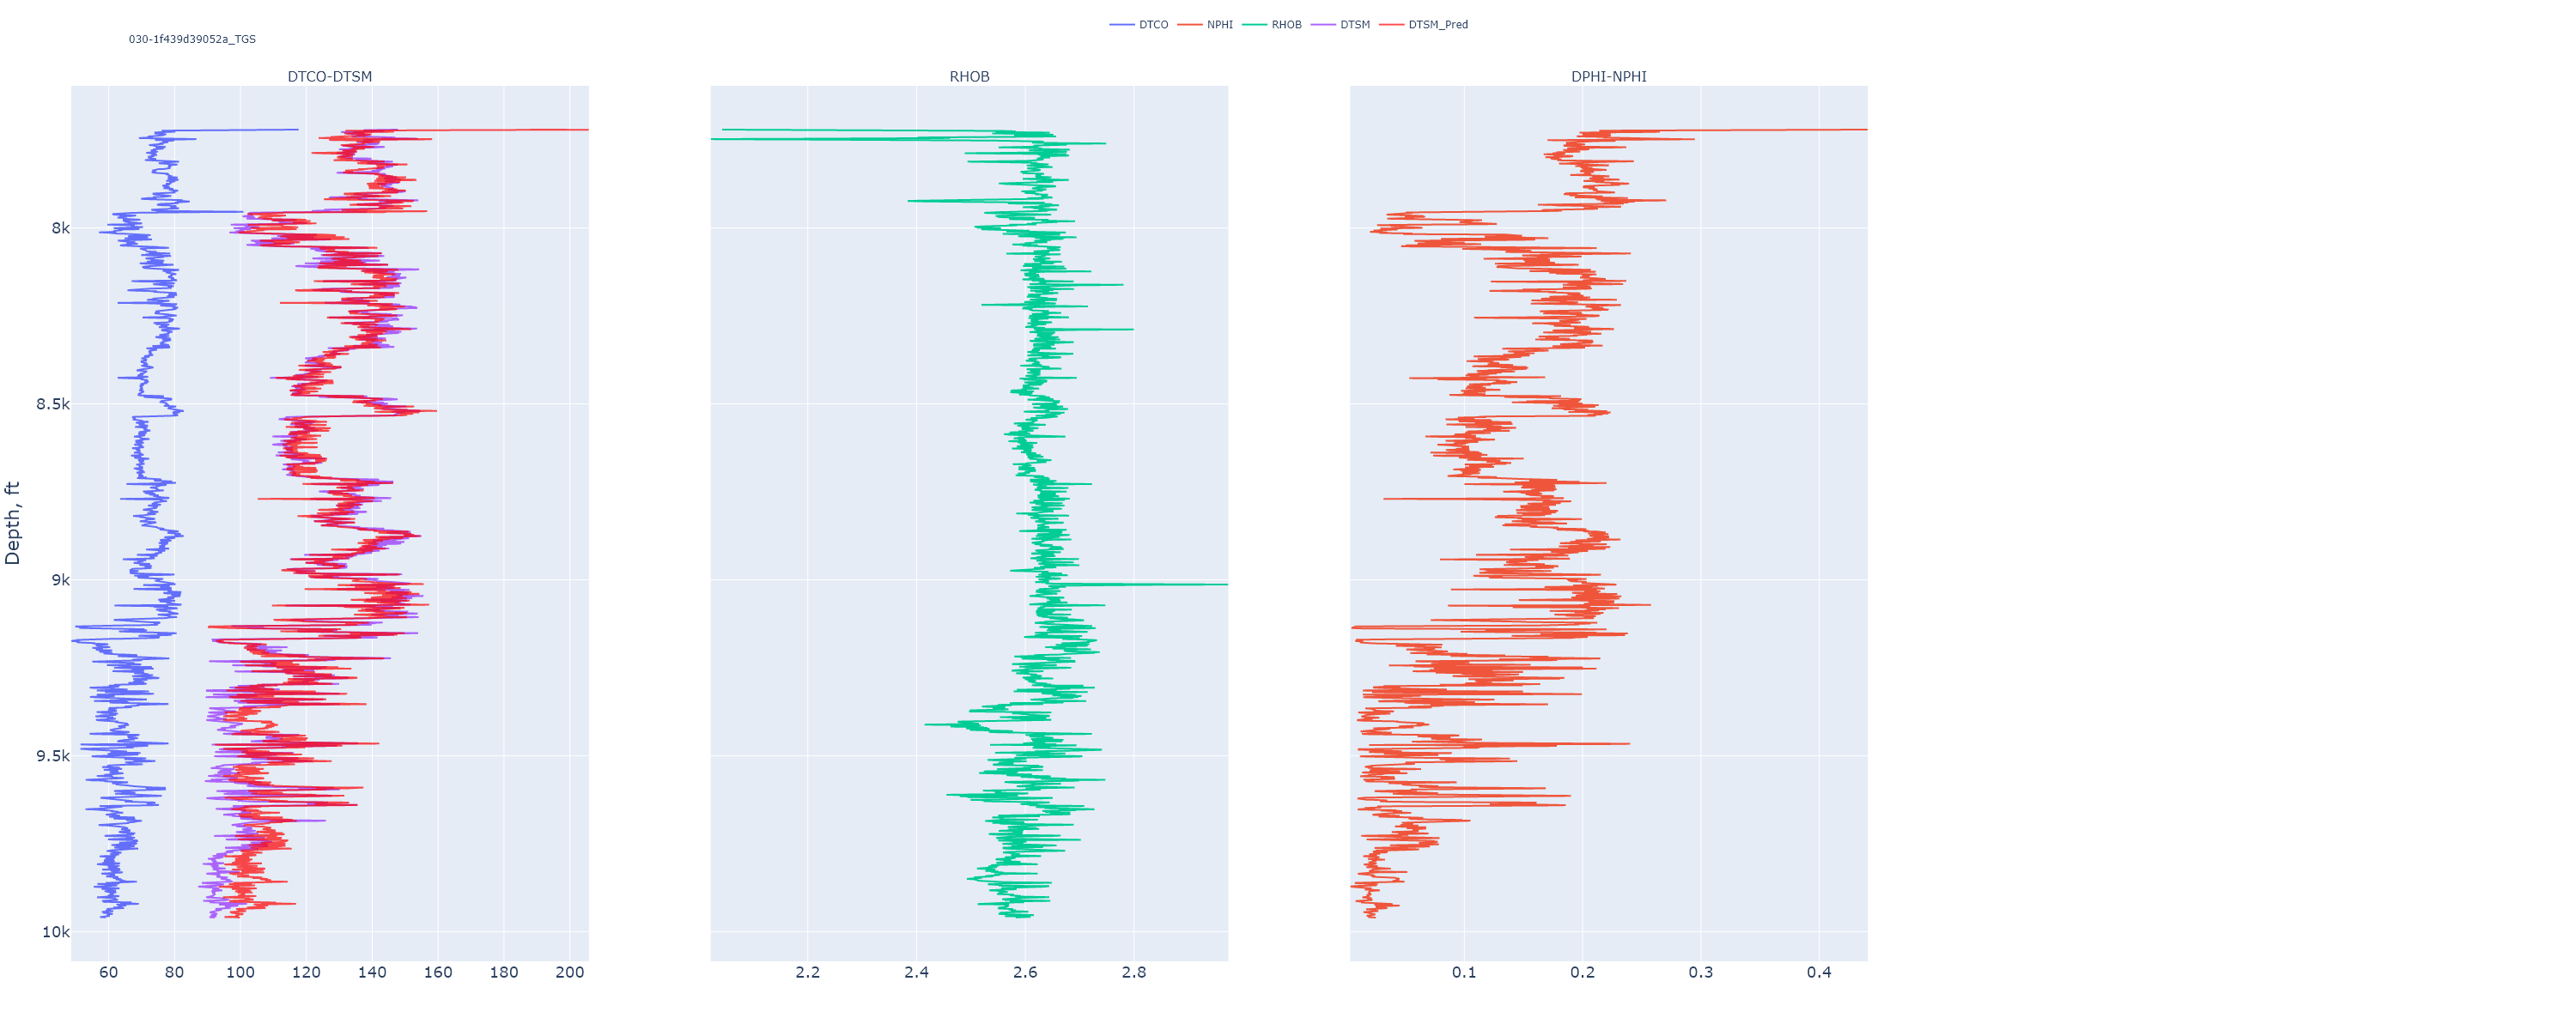 DTCO NPHI RHOB DTSM DTSM_Pred
030-1f439d39052a_TGS
DTCO-DTSM RHOB DPHI-NPHI
Depth, ft
8k
8.5k
9k
9.5k
10k
60 80 100 120 140 160 180 200
2.2 2.4 2.6 2.8
0.1 0.2 0.3 0.4